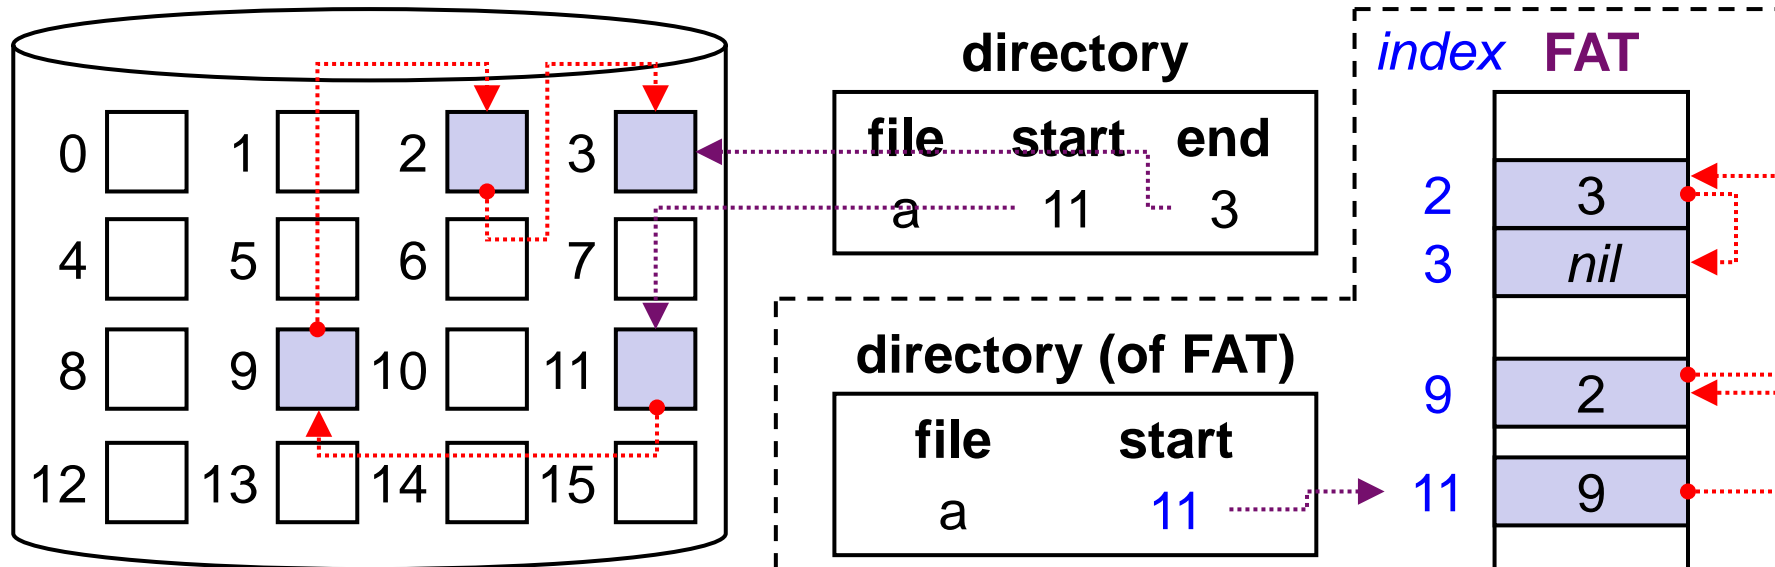 0 1 2 3
4 5 6 7
8 9 10 11
12 13 14 15
directory
file start end
a 11 3
directory (of FAT)
file start
a 11
index FAT
2 3
3 nil
9 2
11 9